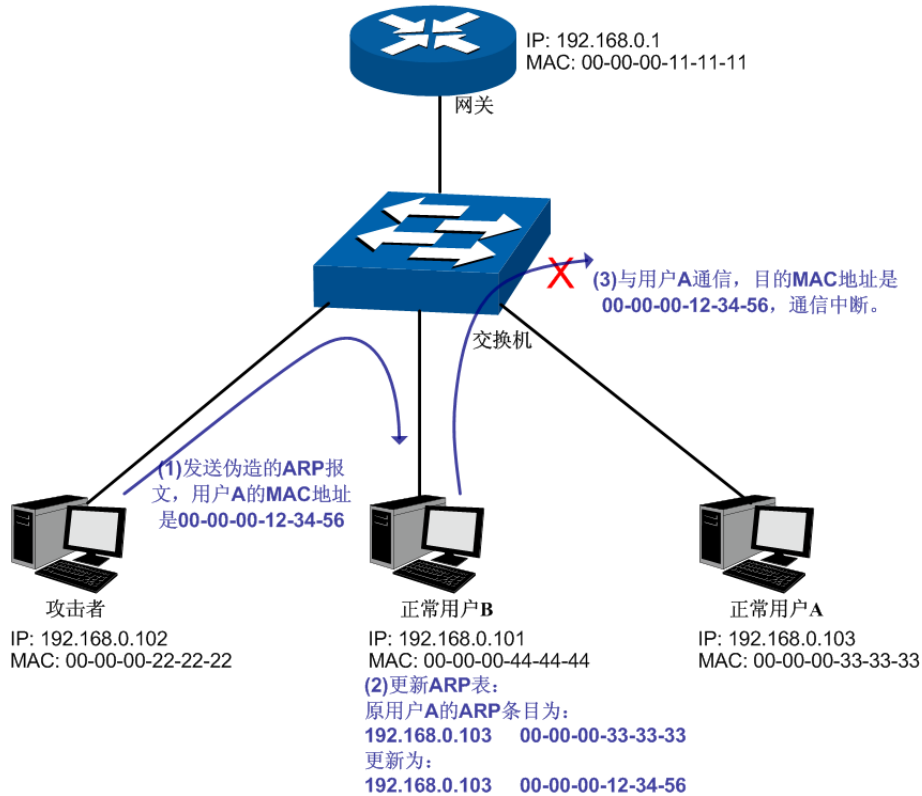 IP: 192.168.0.1
MAC: 00-00-00-11-11-11
网关
(3)与用户A通信，目的MAC地址是
00-00-00-12-34-56，通信中断。
交换机
(1)发送伪造的ARP报
文，用户A的MAC地址
是00-00-00-12-34-56
攻击者
IP: 192.168.0.102
MAC: 00-00-00-22-22-22
正常用户B
IP: 192.168.0.101
MAC: 00-00-00-44-44-44
(2)更新ARP表：
原用户A的ARP条目为：
192.168.0.103 00-00-00-33-33-33
更新为：
192.168.0.103 00-00-00-12-34-56
正常用户A
IP: 192.168.0.103
MAC: 00-00-00-33-33-33